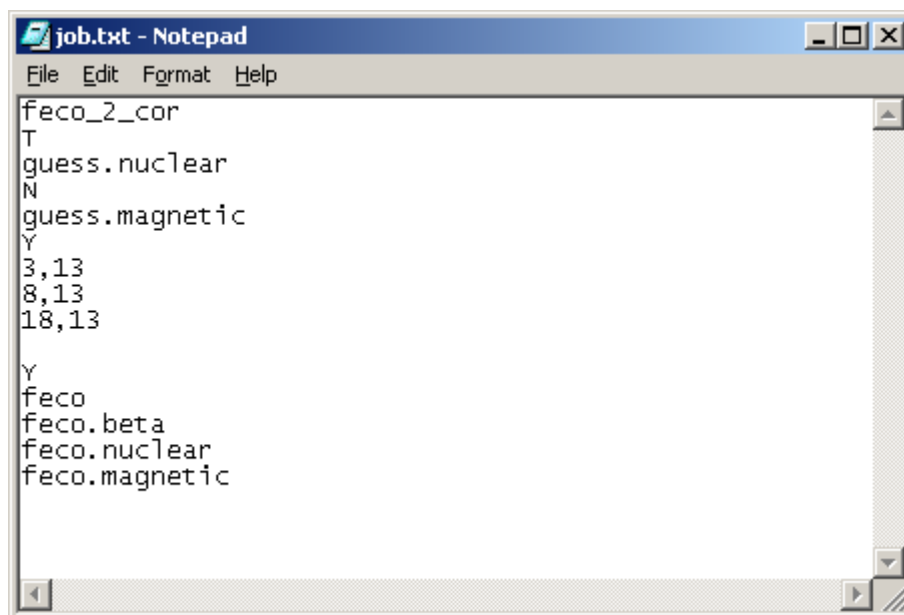 job.txt - Notepad
File Edit Format Help
feco_2_cor
T
guess.nuclear
N
guess.magnetic
Y
3,13
8,13
18,13
Y
feco
feco.beta
feco.nuclear
feco.magnetic